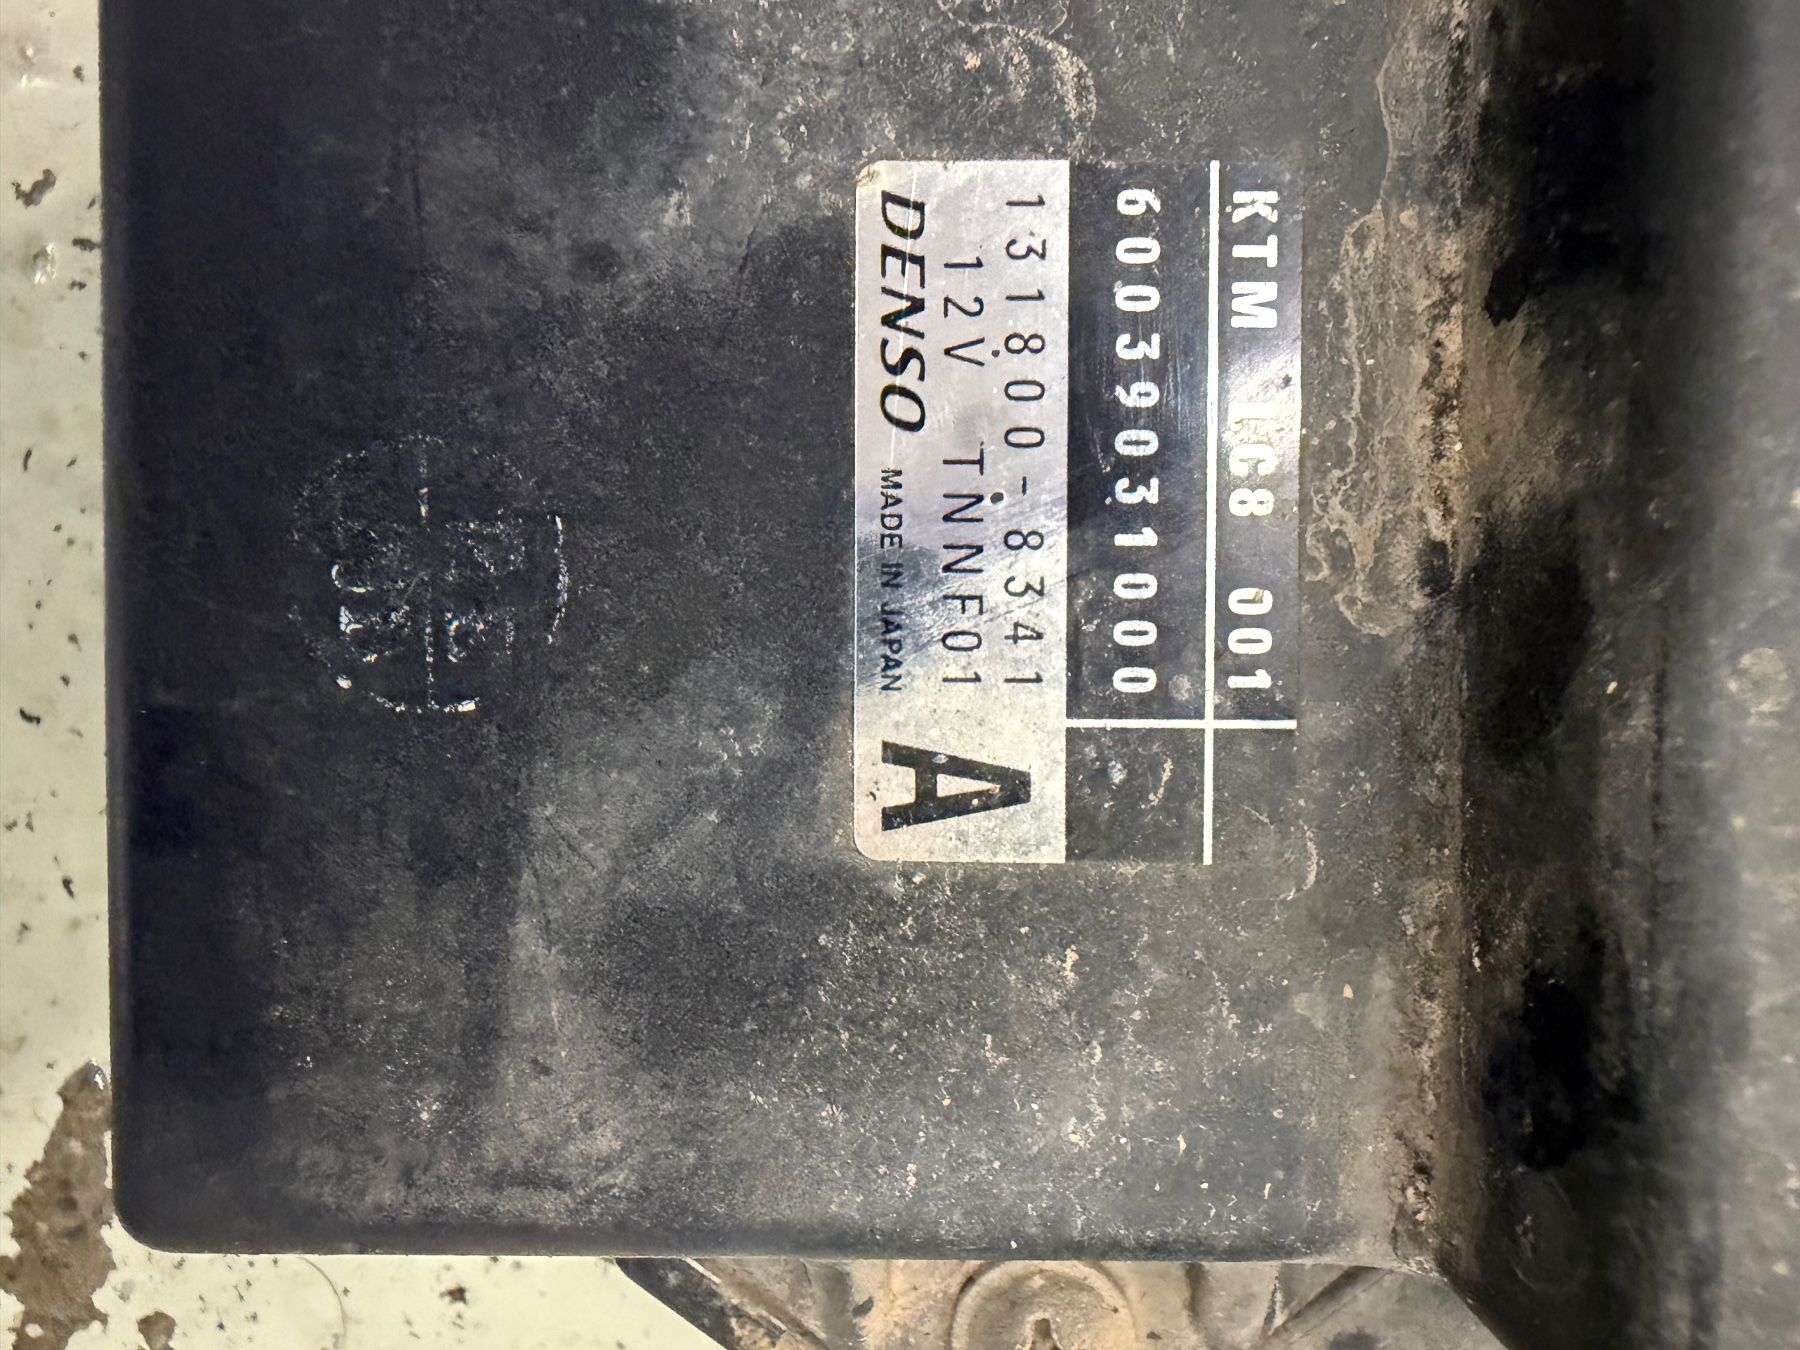 KTM LC8 001
60039031000
131800-8341
12V TNNF01
DENSO MADE IN JAPAN
A